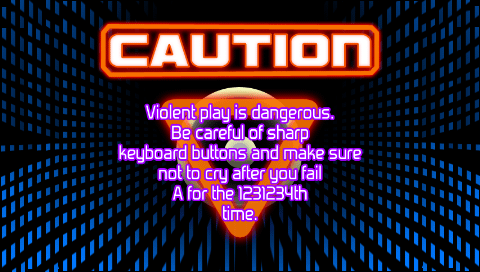 CAUTION
Violent play is dangerous.
Be careful of sharp
keyboard buttons and make sure
not to cry after you fail
A for the 1231234th
time.